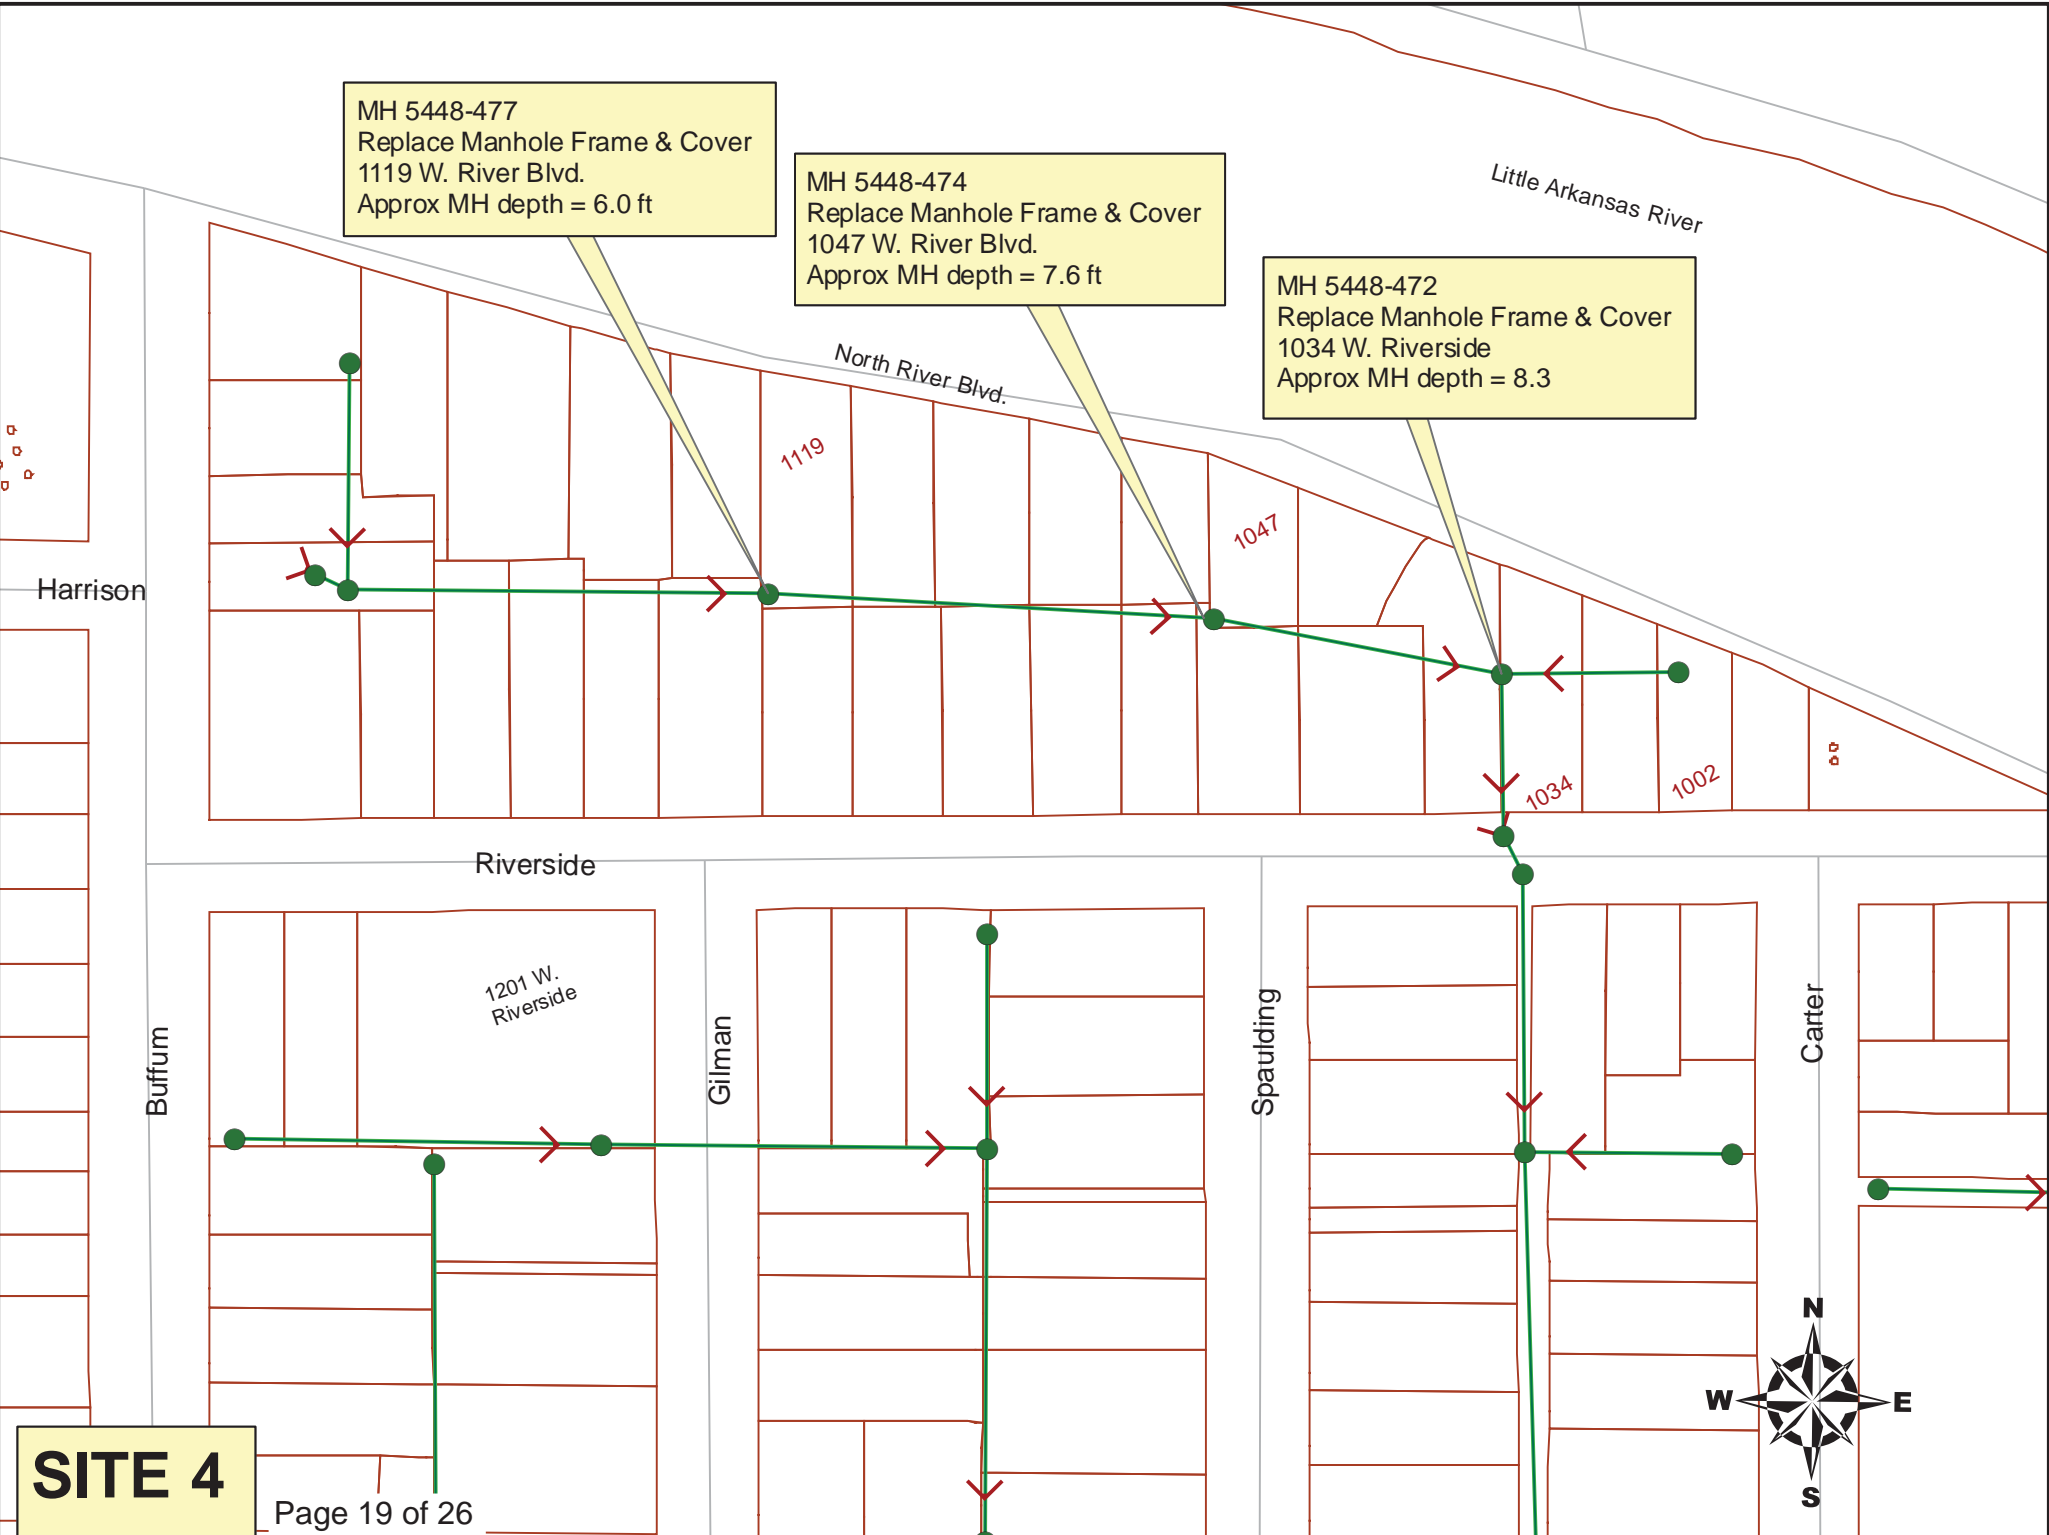 MH 5448-477
Replace Manhole Frame & Cover
1119 W. River Blvd.
Approx MH depth = 6.0 ft
MH 5448-474
Replace Manhole Frame & Cover
1047 W. River Blvd.
Approx MH depth = 7.6 ft
Little Arkansas River
MH 5448-472
Replace Manhole Frame & Cover
1034 W. Riverside
Approx MH depth = 8.3
North River Blvd.
1119
1047
Harrison
1034
1002
Riverside
1201 W.
Riverside
Buffum
Gilman
Spaulding
Carter
N
W
E
S
SITE 4
Page 19 of 26